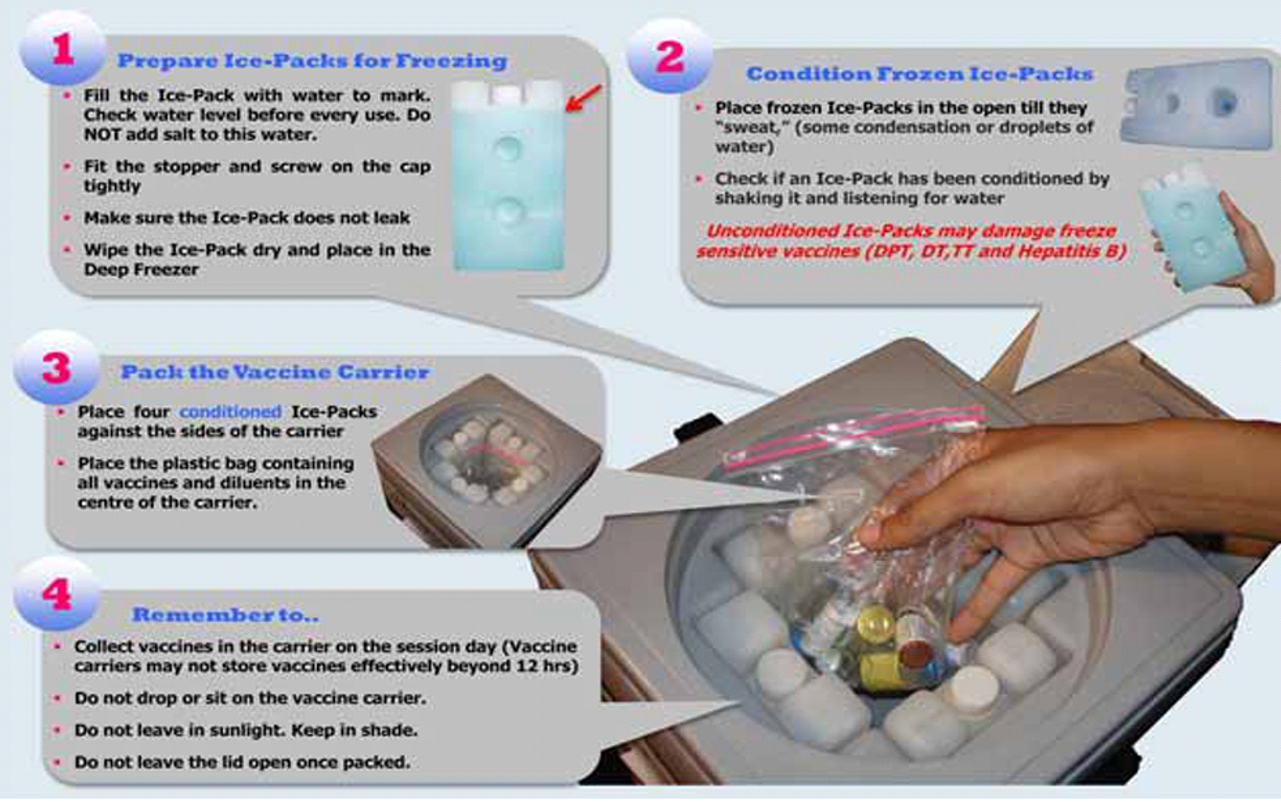 1
Prepare Ice-Packs for Freezing
• Fill the Ice-Pack with water to mark.
Check water level before every use. Do
NOT add salt to this water.
• Fit the stopper and screw on the cap
tightly
• Make sure the Ice-Pack does not leak
• Wipe the Ice-Pack dry and place in the
Deep Freezer
2
Condition Frozen Ice-Packs
• Place frozen Ice-Packs in the open till they
“sweat,” (some condensation or droplets of
water)
• Check if an Ice-Pack has been conditioned by
shaking it and listening for water
Unconditioned Ice-Packs may damage freeze
sensitive vaccines (DPT, DT,TT and Hepatitis B)
3
Pack the Vaccine Carrier
• Place four conditioned Ice-Packs
against the sides of the carrier
• Place the plastic bag containing
all vaccines and diluents in the
centre of the carrier.
4
Remember to..
• Collect vaccines in the carrier on the session day (Vaccine
carriers may not store vaccines effectively beyond 12 hrs)
• Do not drop or sit on the vaccine carrier.
• Do not leave in sunlight. Keep in shade.
• Do not leave the lid open once packed.